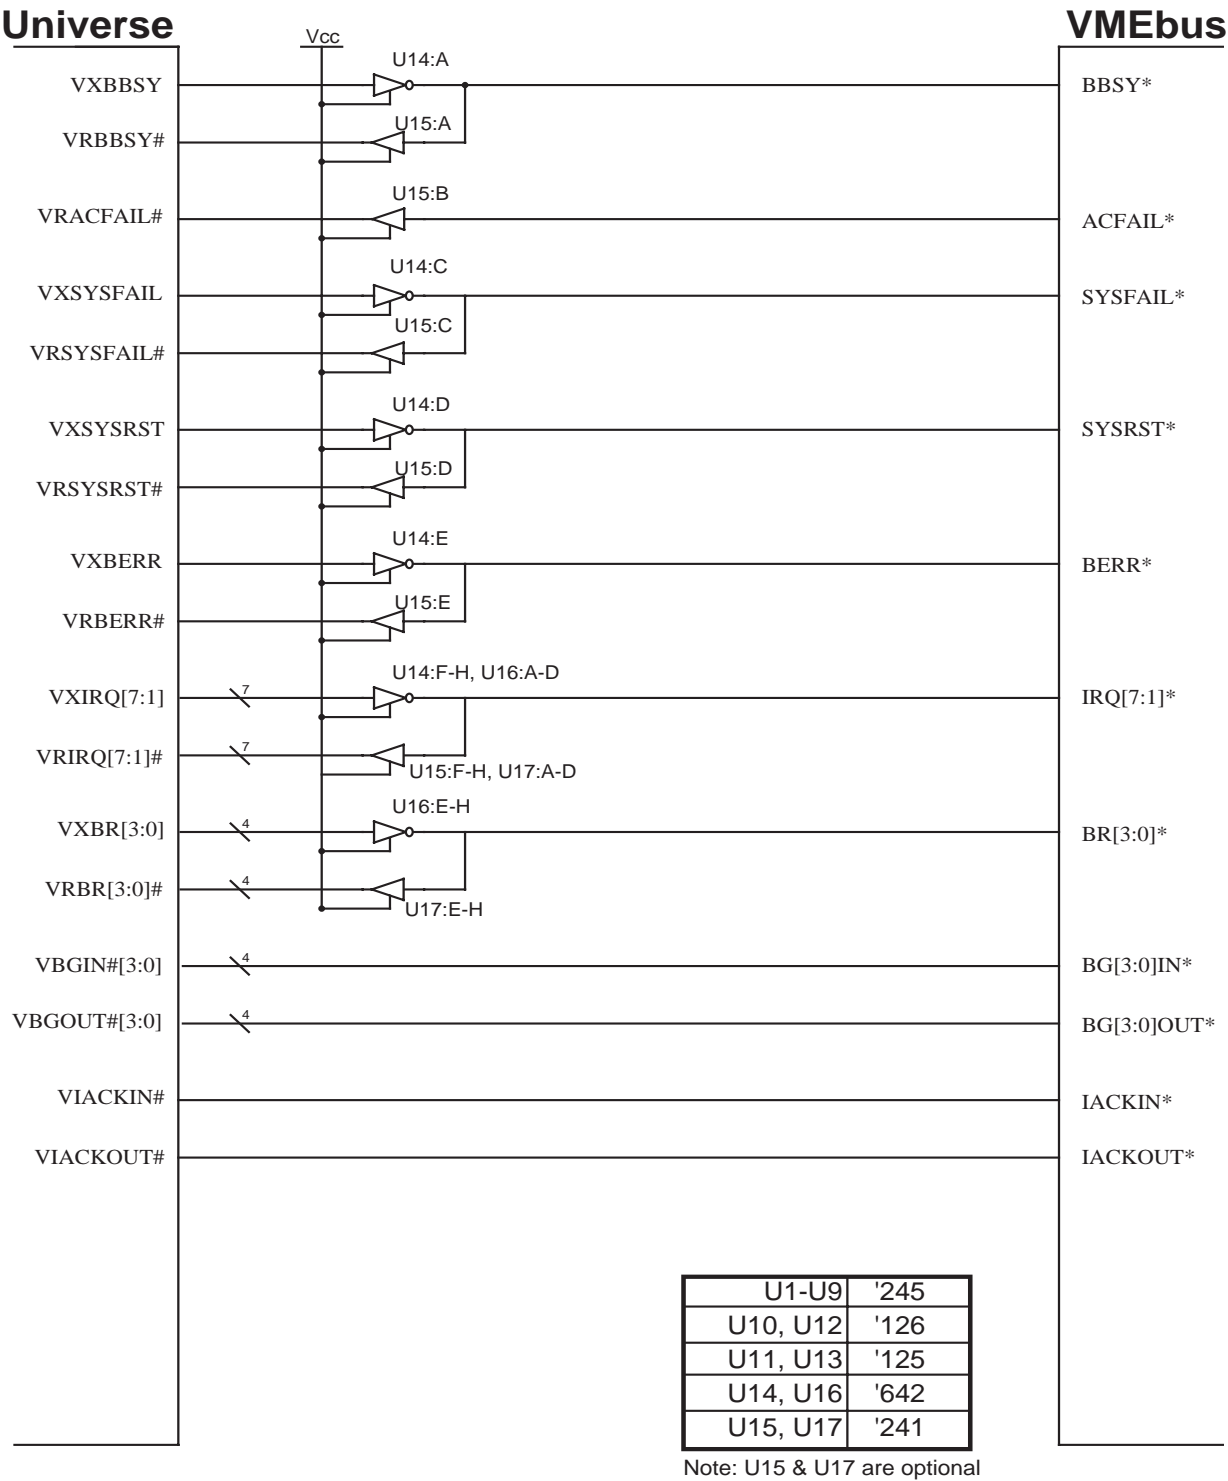 Universe
VMEbus
Vcc
U14:A
VXBBSY
BBSY*
U15:A
VRBBSY#
U15:B
VRACFAIL#
ACFAIL*
U14:C
VXSYSFAIL
SYSFAIL*
U15:C
VRSYSFAIL#
U14:D
VXSYSRST
SYSRST*
U15:D
VRSYSRST#
U14:E
VXBERR
BERR*
U15:E
VRBERR#
U14:F-H, U16:A-D
VXIRQ[7:1]
7
IRQ[7:1]*
VRIRQ[7:1]#
7
U15:F-H, U17:A-D
U16:E-H
VXBR[3:0]
4
BR[3:0]*
VRBR[3:0]#
4
U17:E-H
VBGIN#[3:0]
4
BG[3:0]IN*
VBGOUT#[3:0]
4
BG[3:0]OUT*
VIACKIN#
IACKIN*
VIACKOUT#
IACKOUT*
U1-U9 '245
U10, U12 '126
U11, U13 '125
U14, U16 '642
U15, U17 '241
Note: U15 & U17 are optional